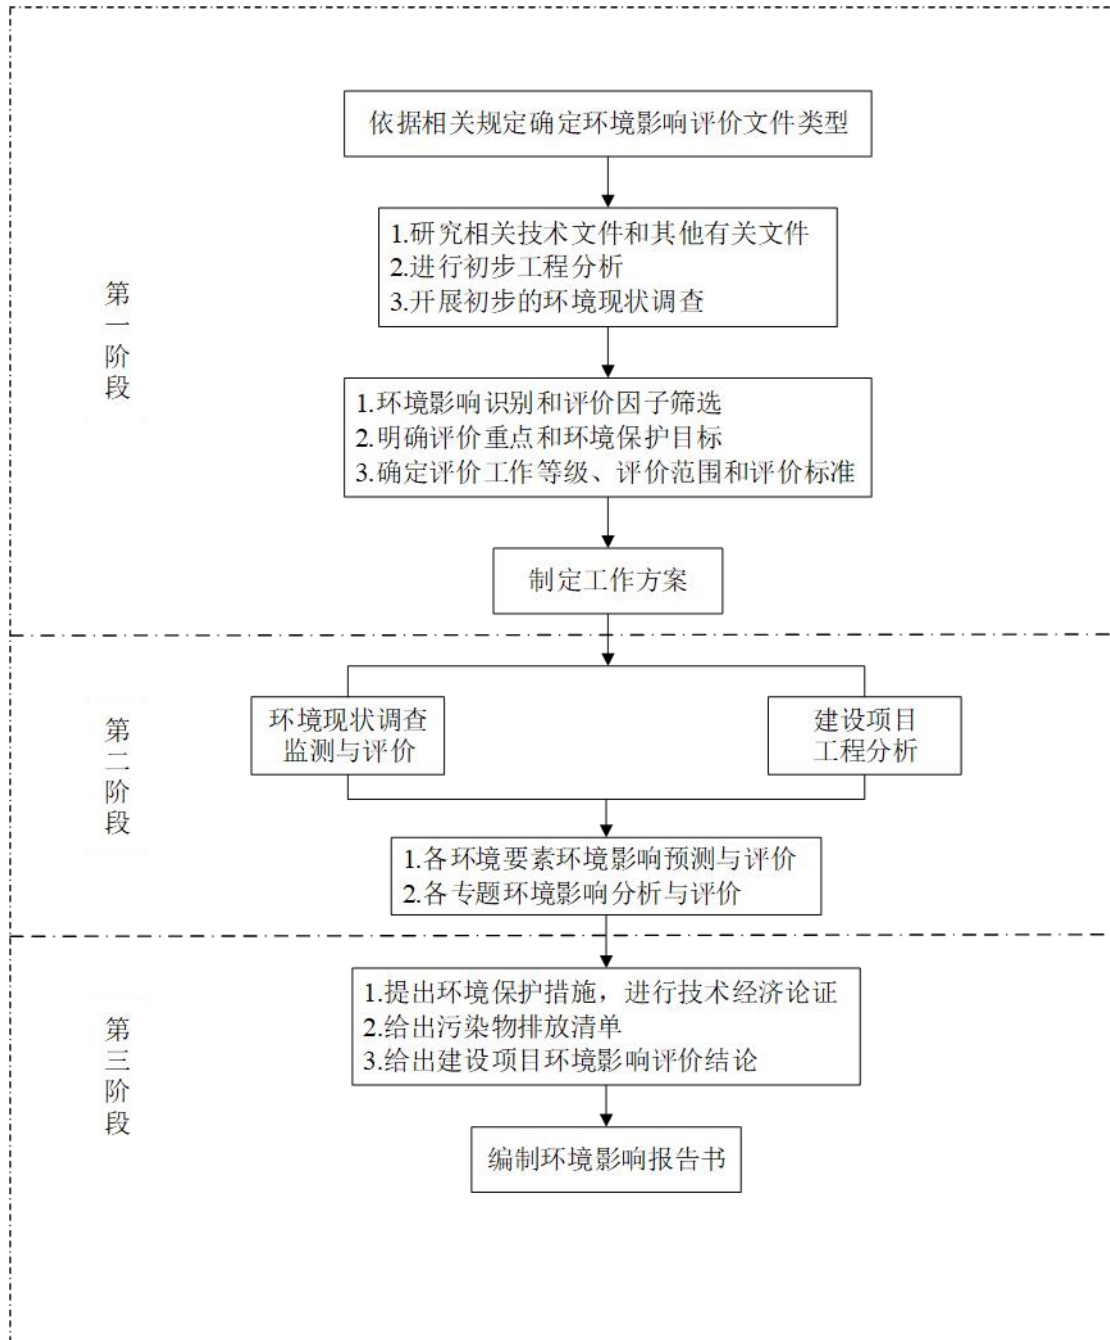 依据相关规定确定环境影响评价文件类型
1.研究相关技术文件和其他有关文件
2.进行初步工程分析
3.开展初步的环境现状调查
第一阶段
1.环境影响识别和评价因子筛选
2.明确评价重点和环境保护目标
3.确定评价工作等级、评价范围和评价标准
制定工作方案
第二阶段
环境现状调查
监测与评价
建设项目
工程分析
1.各环境要素环境影响预测与评价
2.各专题环境影响分析与评价
第三阶段
1.提出环境保护措施，进行技术经济论证
2.给出污染物排放清单
3.给出建设项目环境影响评价结论
编制环境影响报告书